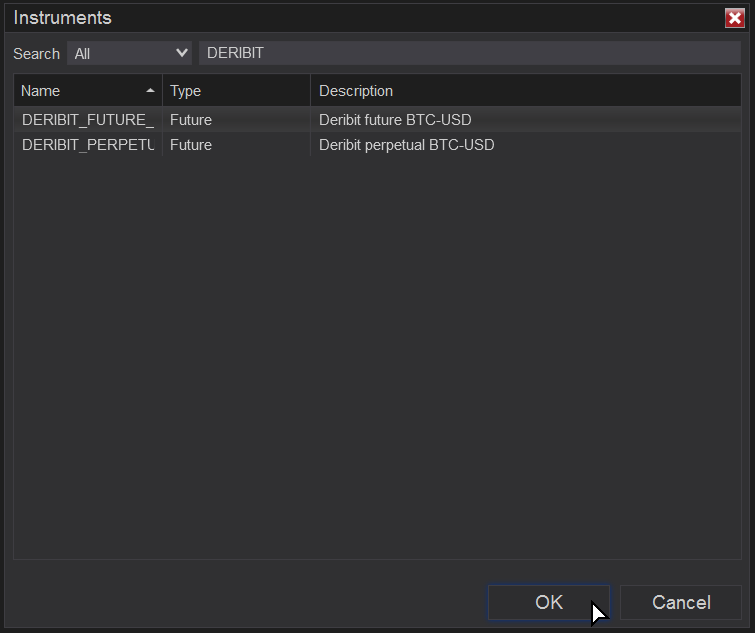 Instruments
Search All DERIBIT
Name Type Description
DERIBIT_FUTURE_ Future Deribit future BTC-USD
DERIBIT_PERPETU Future Deribit perpetual BTC-USD
OK Cancel